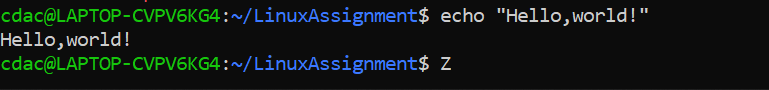 cdac@LAPTOP-CVPV6KG4:~/LinuxAssignment$ echo "Hello,world!"
Hello,world!
cdac@LAPTOP-CVPV6KG4:~/LinuxAssignment$ Z